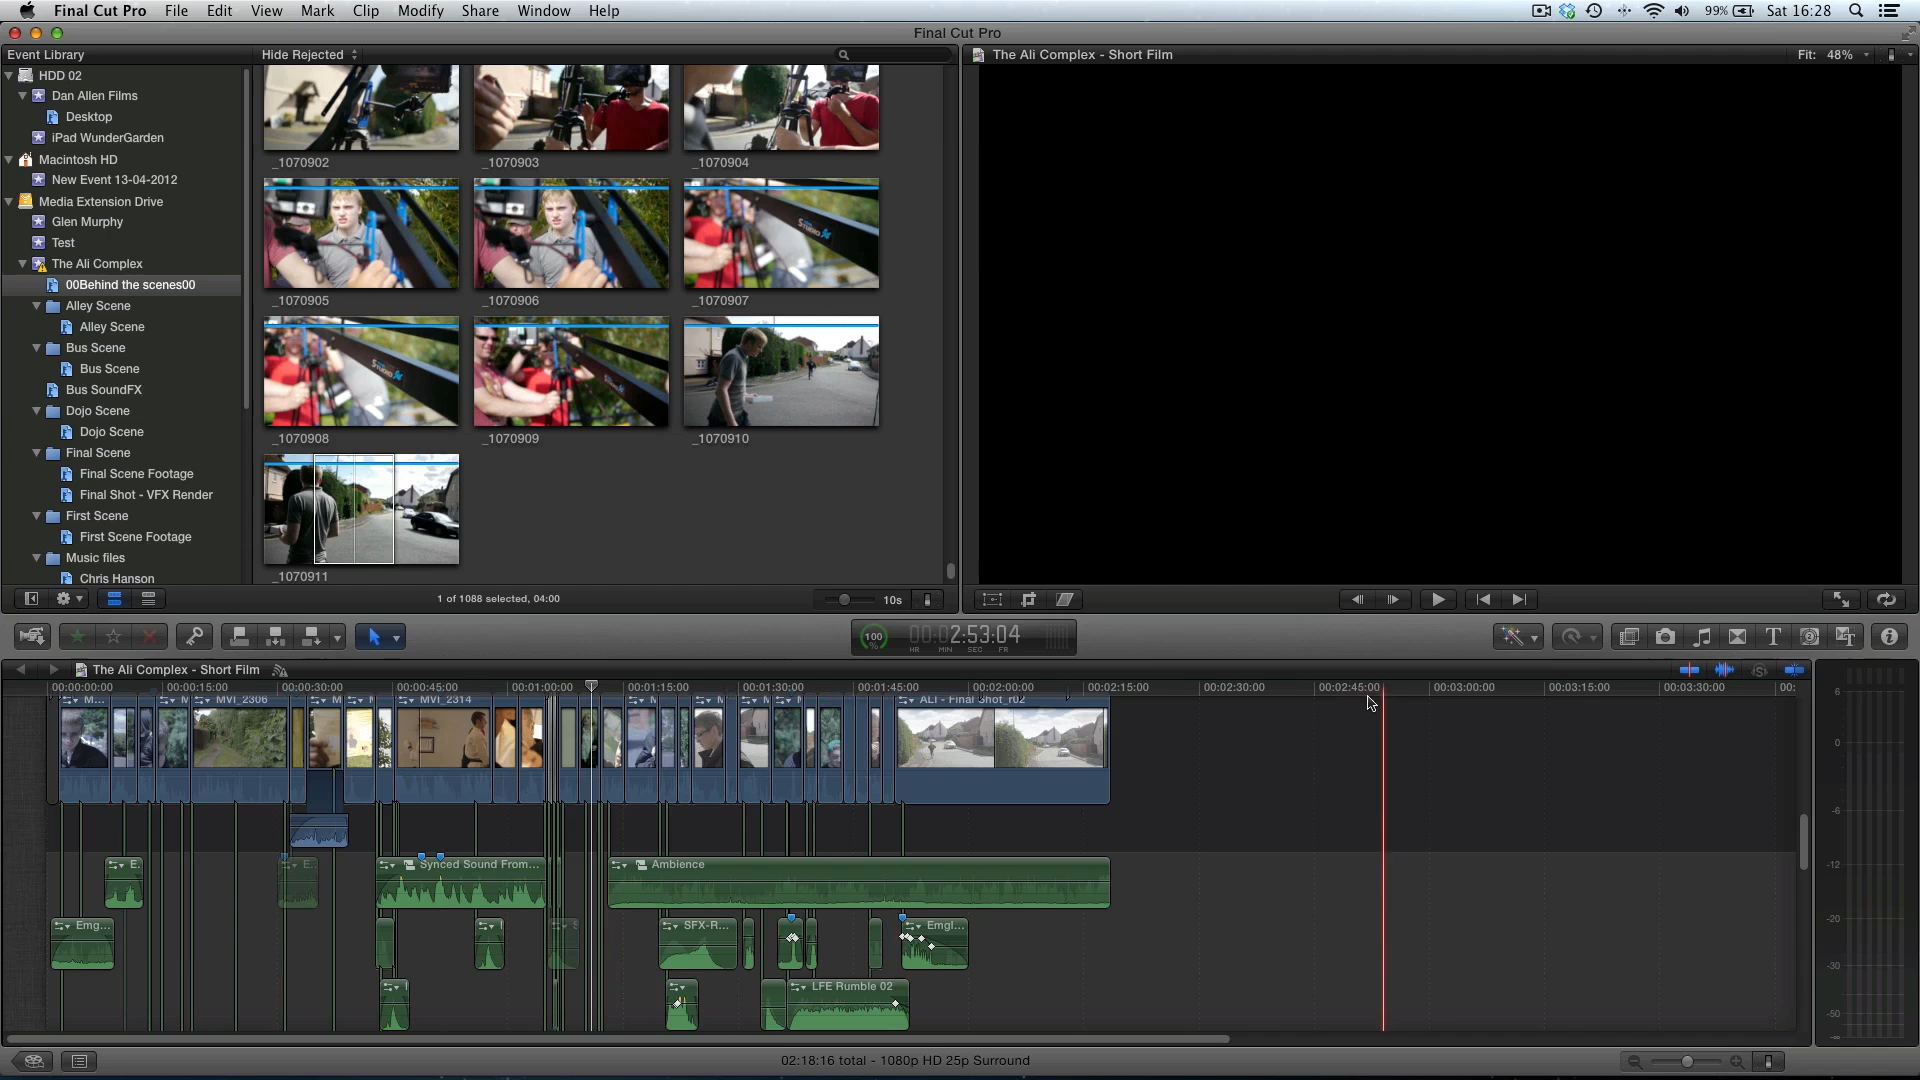 Final Cut Pro File Edit View Mark Clip Modify Share Window Help 99% Sat 16:28
Final Cut Pro
Event Library Hide Rejected The Ali Complex - Short Film Fit: 48%
HDD 02
Dan Allen Films
Desktop
iPad WunderGarden
Macintosh HD
New Event 13-04-2012
Media Extension Drive
Glen Murphy
Test
The Ali Complex
00Behind the scenes00
Alley Scene
Alley Scene
Bus Scene
Bus Scene
Bus SoundFX
Dojo Scene
Dojo Scene
Final Scene
Final Scene Footage
Final Shot - VFX Render
First Scene
First Scene Footage
Music files
Chris Hanson
_1070902 _1070903 _1070904
_1070905 _1070906 _1070907
_1070908 _1070909 _1070910
_1070911
1 of 1088 selected, 04:00 10s
100 % 00:02:53:04
HR MIN SEC FR
The Ali Complex - Short Film
00:00:00:00 00:00:15:00 00:00:30:00 00:00:45:00 00:01:00:00 00:01:15:00 00:01:30:00 00:01:45:00 00:02:00:00 00:02:15:00 00:02:30:00 00:02:45:00 00:03:00:00 00:03:15:00 00:03:30:00 00:
M... MVI_2306 MVI_2314 ALI - Final Shot_r02
E. E. Synced Sound From... Ambience
Emg... SFX-R... Emgl...
LFE Rumble 02
6
0
-6
-12
-20
-30
-50
-∞
02:18:16 total - 1080p HD 25p Surround